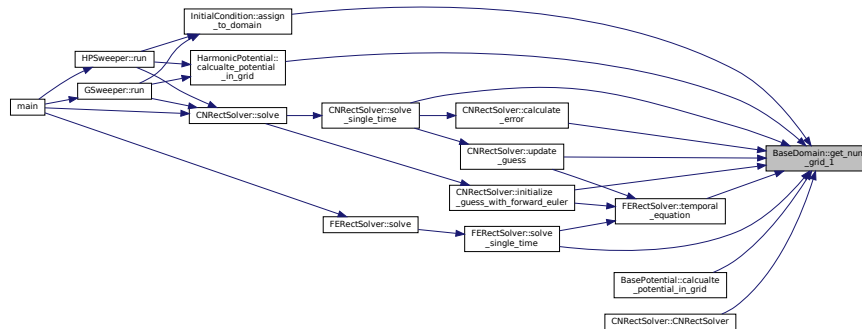 InitialCondition::assign
_to_domain
HPSweeper::run
HarmonicPotential::
calcualte_potential
_in_grid
GSweeper::run
main
CNRectSolver::solve
CNRectSolver::solve
_single_time
CNRectSolver::calculate
_error
CNRectSolver::update
_guess
BaseDomain::get_num
_grid_1
CNRectSolver::initialize
_guess_with_forward_euler
FERectSolver::temporal
_equation
FERectSolver::solve
FERectSolver::solve
_single_time
BasePotential::calcualte
_potential_in_grid
CNRectSolver::CNRectSolver